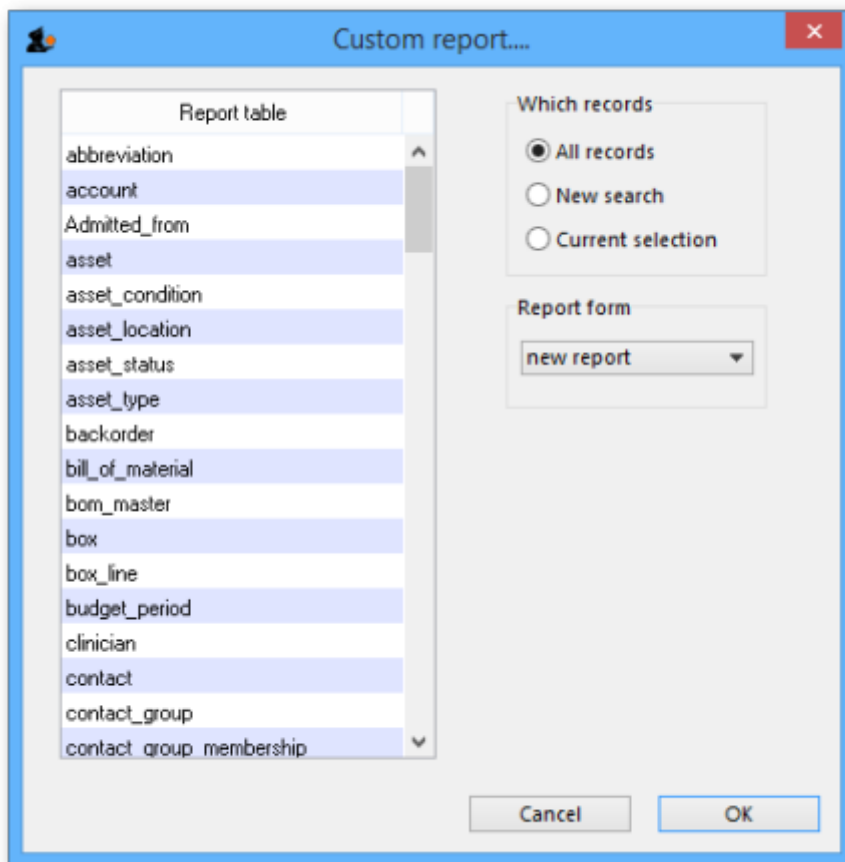 Custom report....
Report table
abbreviation
account
Admitted_from
asset
asset_condition
asset_location
asset_status
asset_type
backorder
bill_of_material
bom_master
box
box_line
budget_period
clinician
contact
contact_group
contact_group_membership
Which records
All records
New search
Current selection
Report form
new report
Cancel
OK